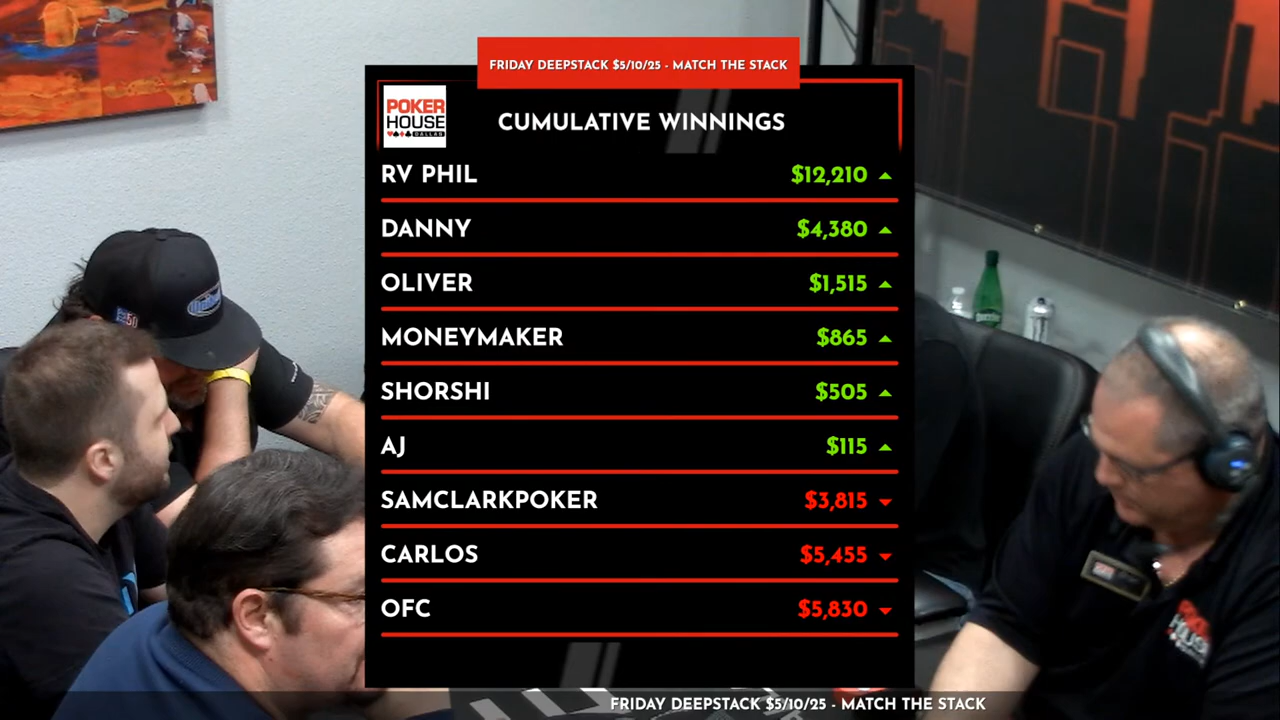 FRIDAY DEEPSTACK $5/10/25 - MATCH THE STACK
POKER
HOUSE
DALLAS
CUMULATIVE WINNINGS
RV PHIL $12,210
DANNY $4,380
OLIVER $1,515
MONEYMAKER $865
SHORSHI $505
AJ $115
SAMCLARKPOKER $3,815
CARLOS $5,455
OFC $5,830
HOUSE
FRIDAY DEEPSTACK $5/10/25 - MATCH THE STACK